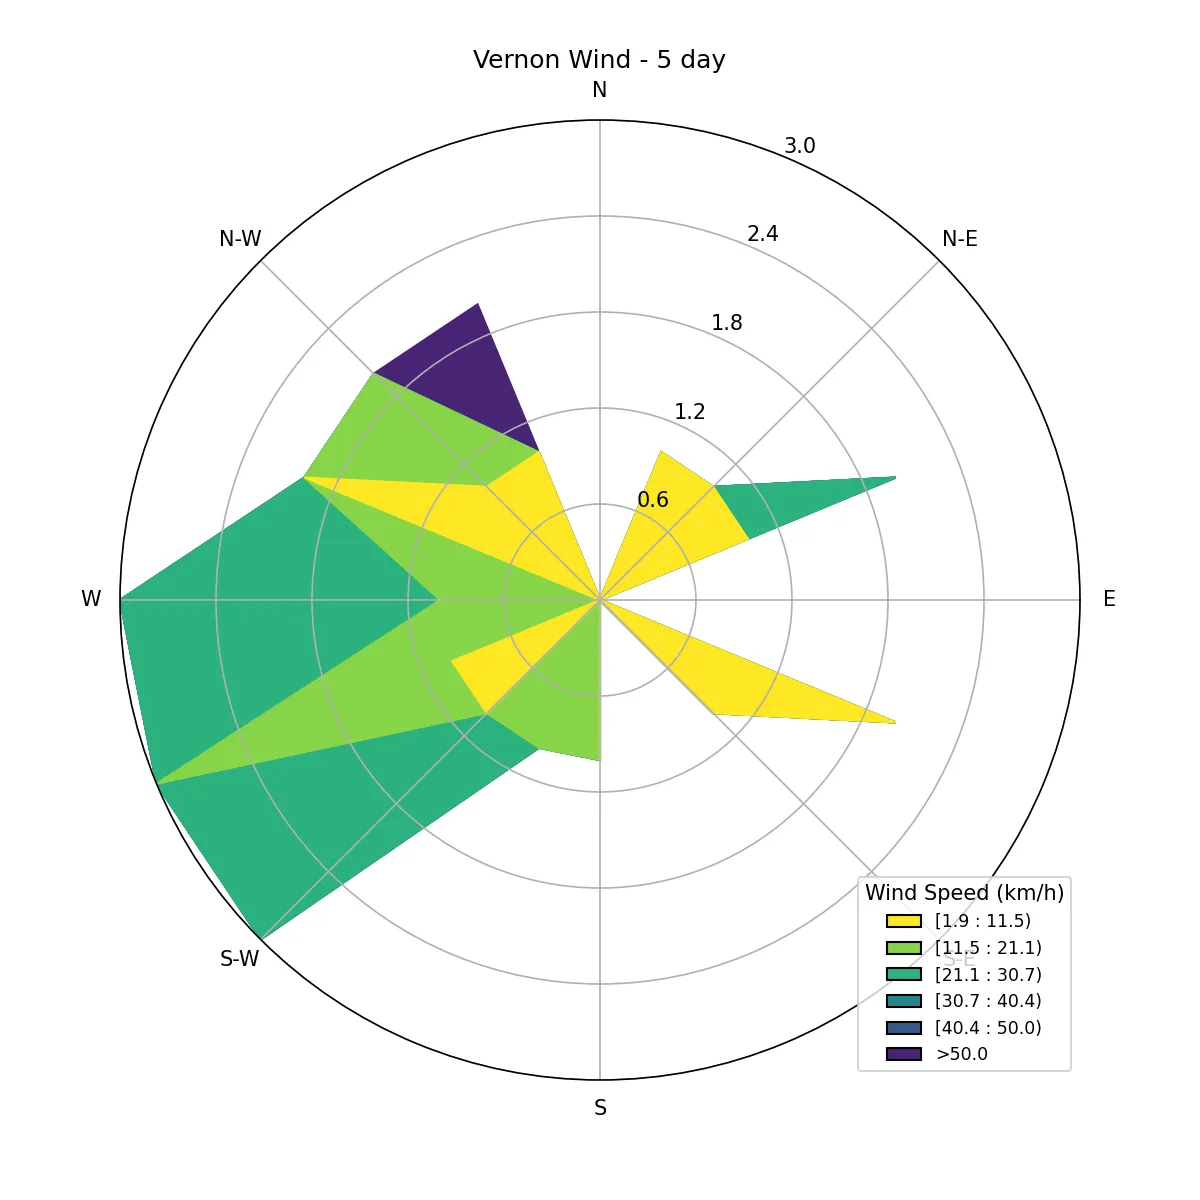 Vernon Wind - 5 day
N
3.0
2.4
N-W
N-E
1.8
1.2
0.6
W
E
Wind Speed (km/h)
[1.9 : 11.5)
[11.5 : 21.1)
S-W
S-E
[21.1 : 30.7)
[30.7 : 40.4)
[40.4 : 50.0)
>50.0
S